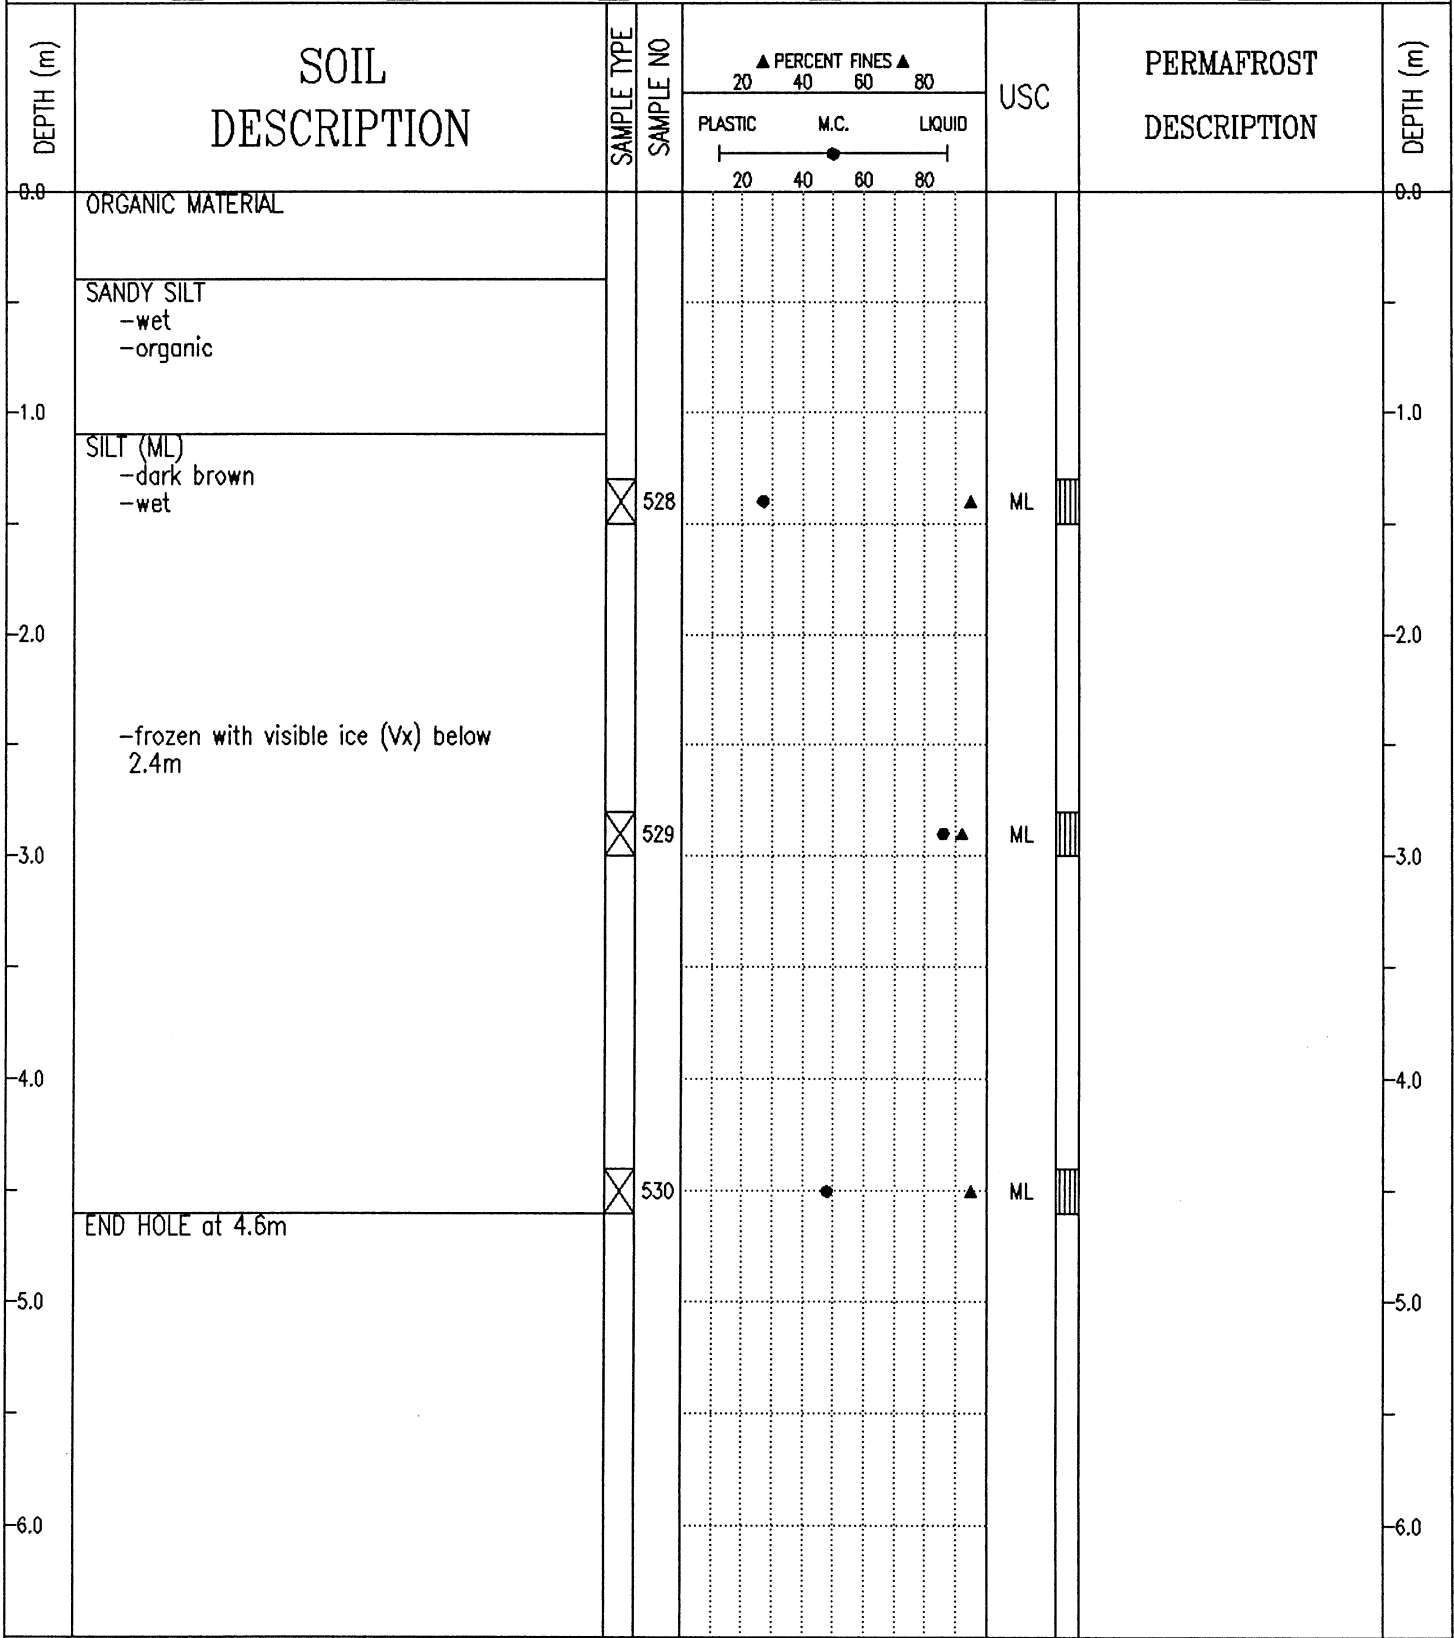 DEPTH (m)
SOIL
DESCRIPTION
SAMPLE TYPE
SAMPLE NO
▲ PERCENT FINES ▲
20 40 60 80
PLASTIC M.C. LIQUID
20 40 60 80
USC
PERMAFROST
DESCRIPTION
DEPTH (m)
0.0 0.0
ORGANIC MATERIAL
SANDY SILT
-wet
-organic
1.0 1.0
SILT (ML)
-dark brown
-wet
528 ML
2.0 2.0
-frozen with visible ice (Vx) below
2.4m
529 ML
3.0 3.0
4.0 4.0
530 ML
END HOLE at 4.6m
5.0 5.0
6.0 6.0